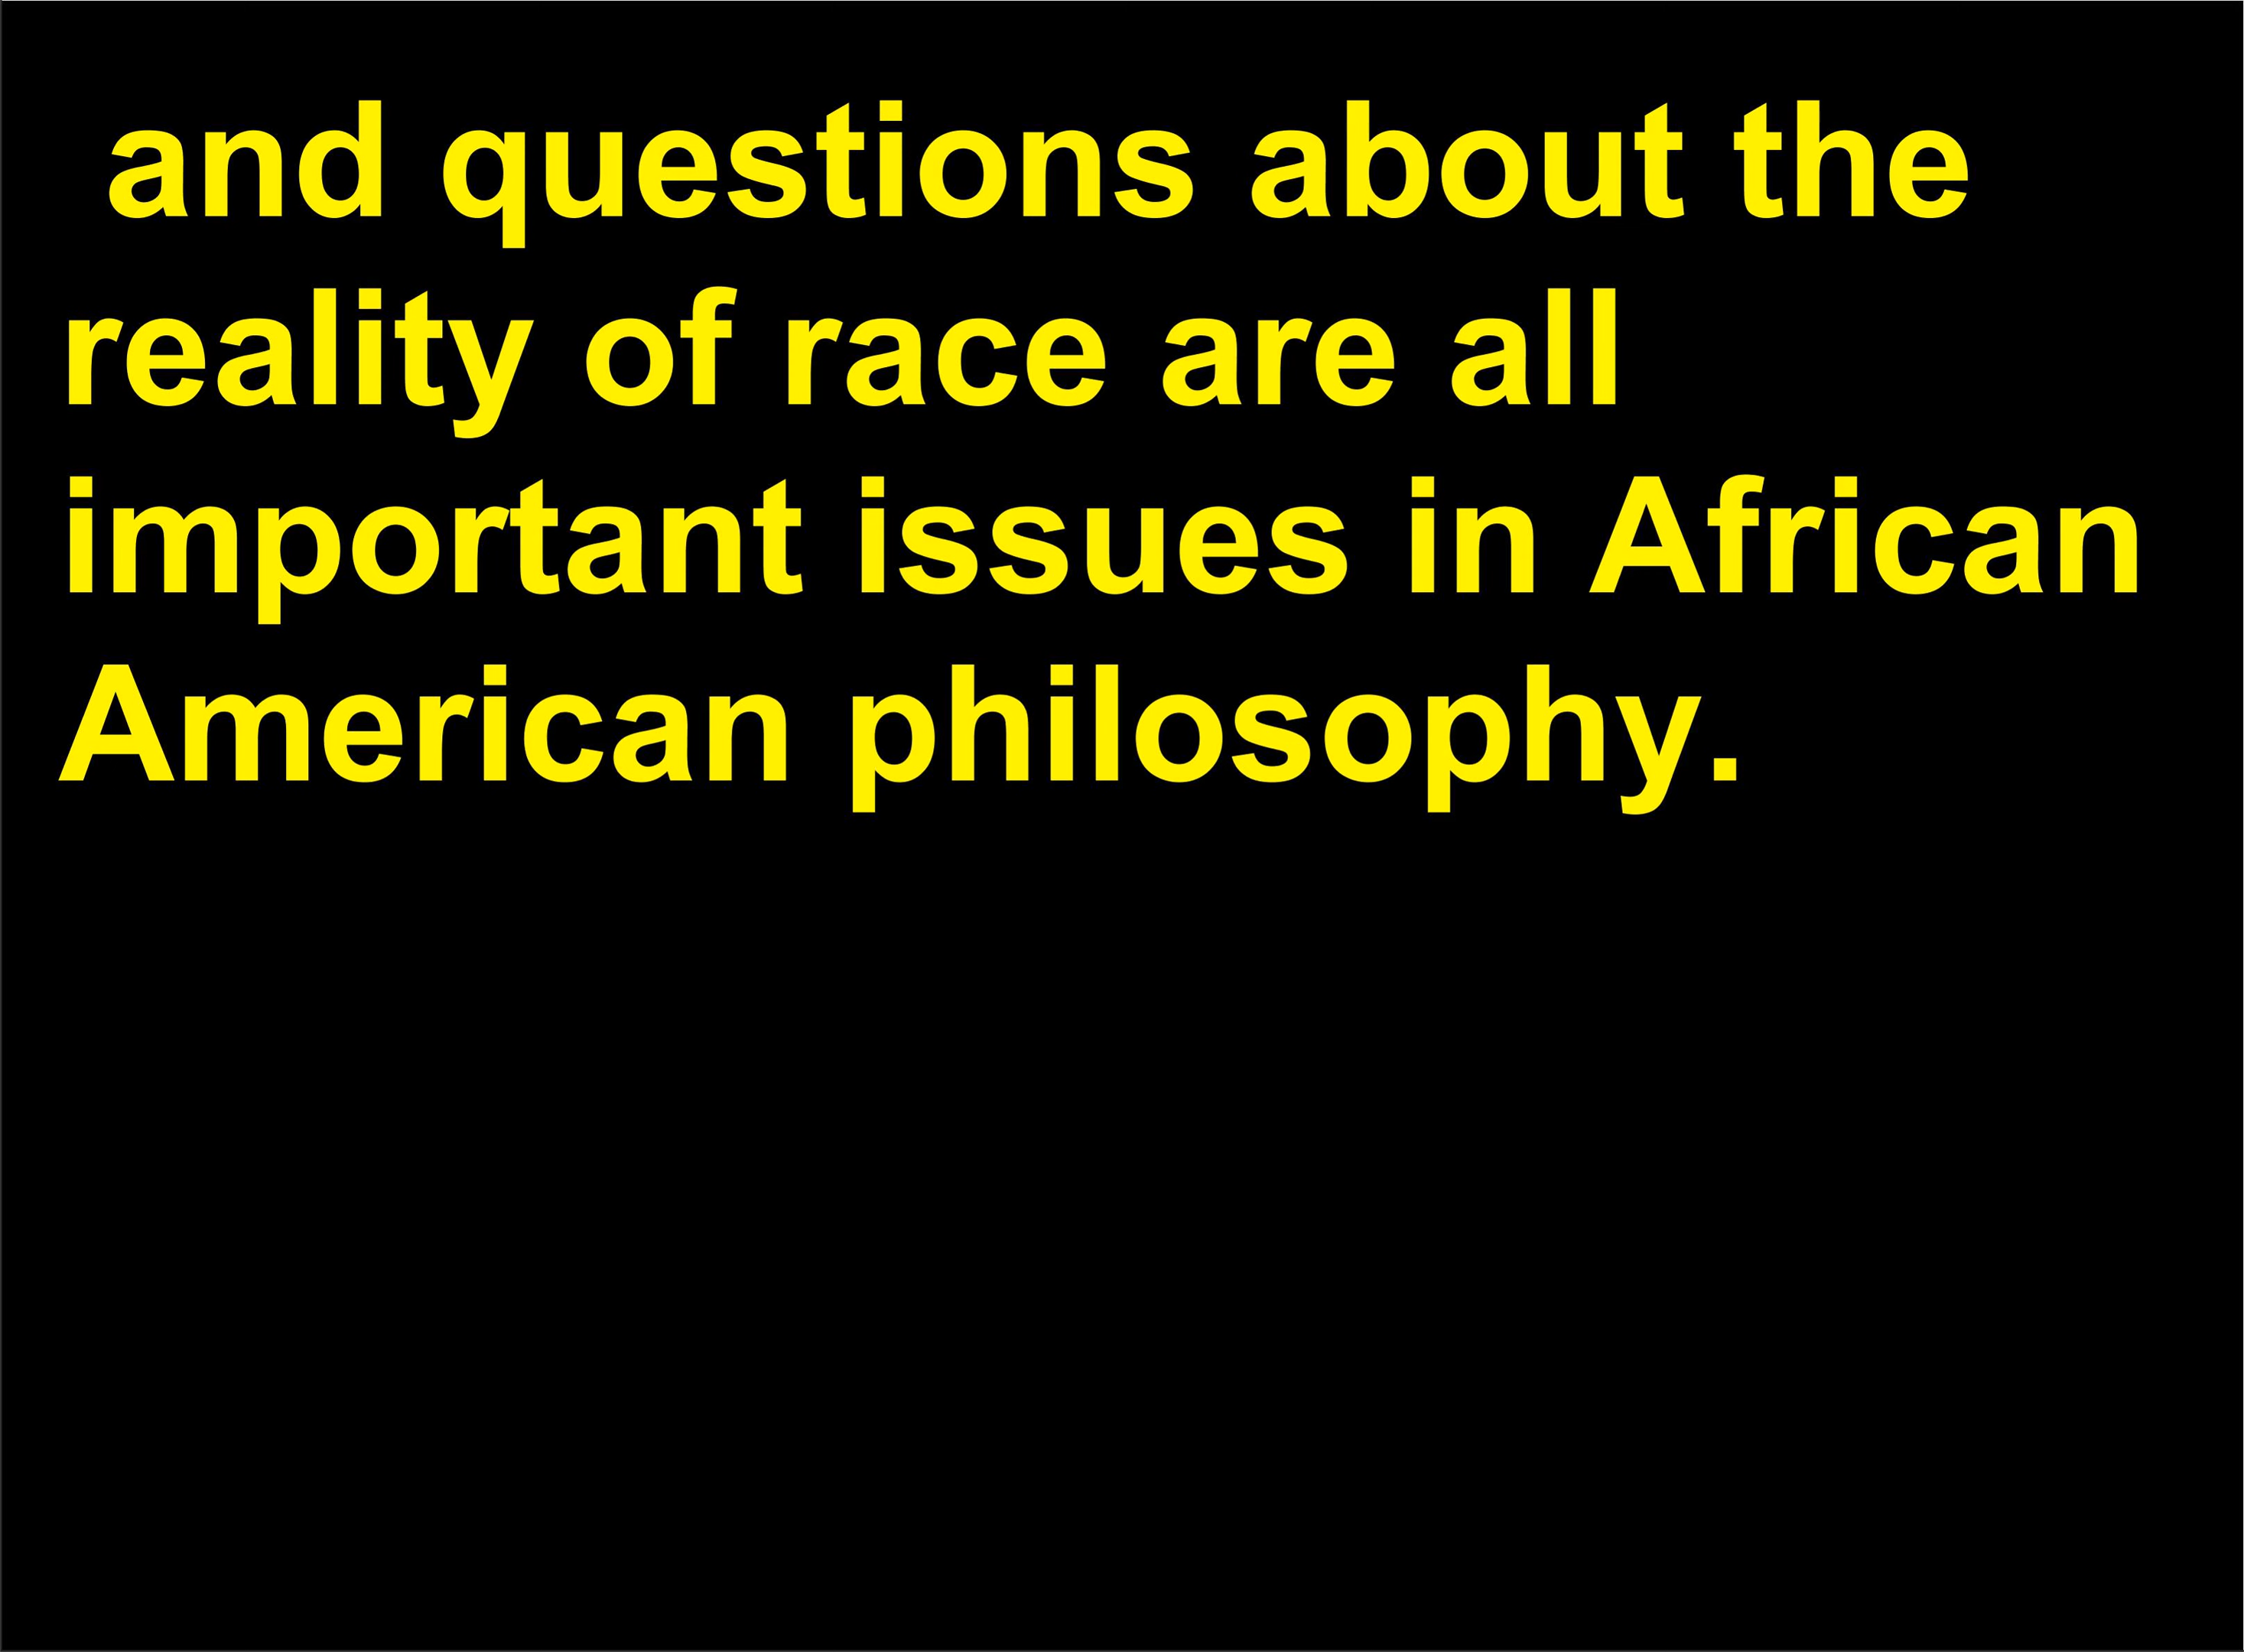 and questions about the
reality of race are all
important issues in African
American philosophy.